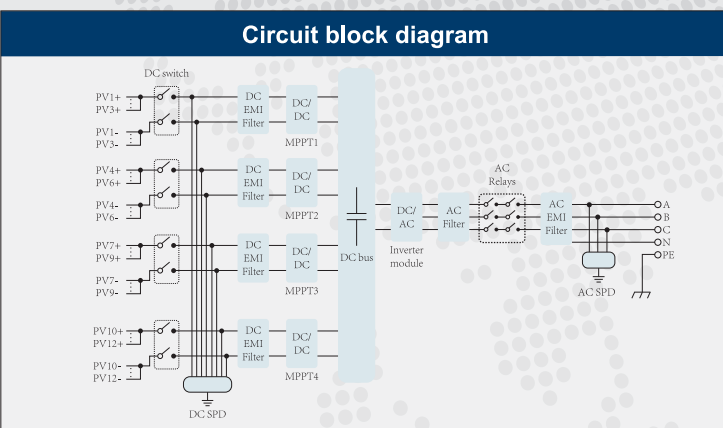 Circuit block diagram
DC switch
PV1+
PV3+
PV1-
PV3-
DC
EMI
Filter
DC/
DC
MPPT1
PV4+
PV6+
PV4-
PV6-
DC
EMI
Filter
DC/
DC
MPPT2
PV7+
PV9+
PV7-
PV9-
DC
EMI
Filter
DC/
DC
MPPT3
PV10+
PV12+
PV10-
PV12-
DC
EMI
Filter
DC/
DC
MPPT4
DC SPD
DC bus
DC/
AC
Inverter
module
AC
Filter
AC
Relays
AC
EMI
Filter
A
B
C
N
PE
AC SPD